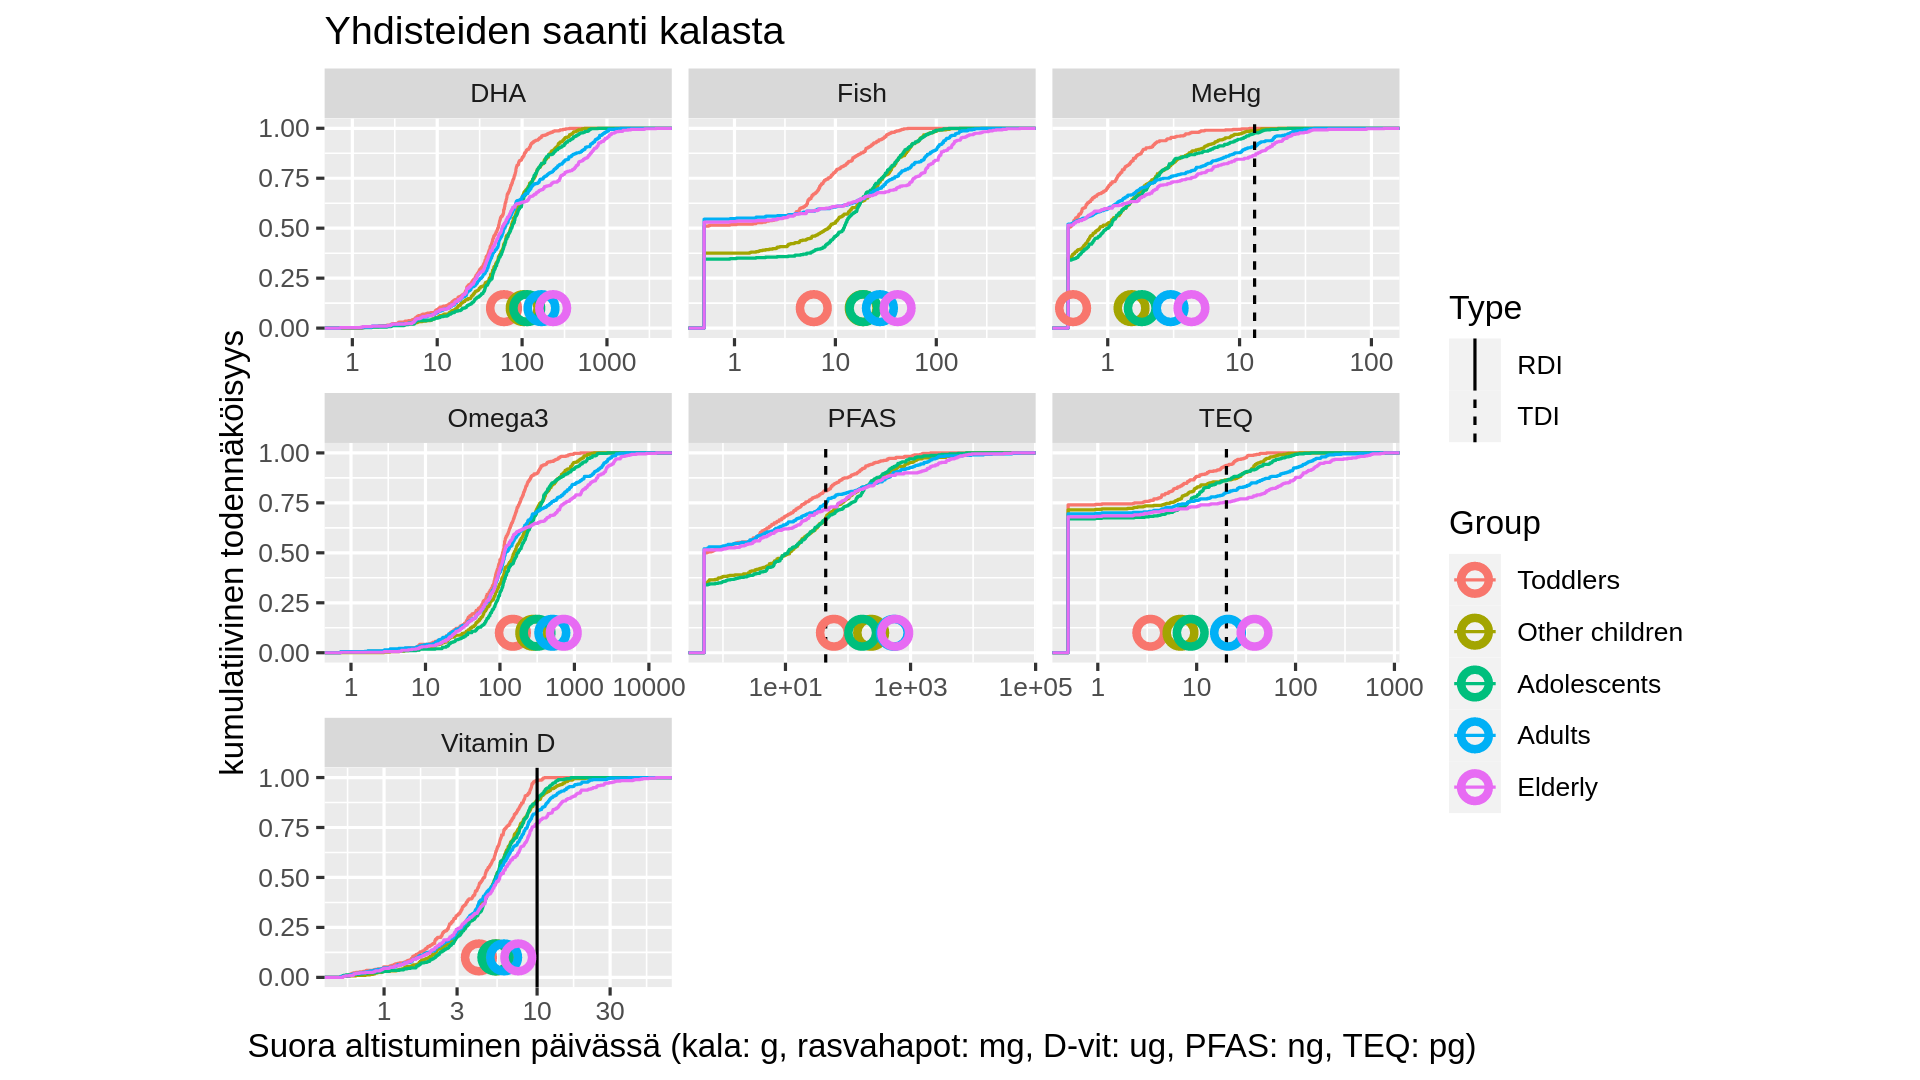 Yhdisteiden saanti kalasta
DHA
Fish
MeHg
1.00
0.75
0.50
0.25
0.00
1 10 100 1000
1 10 100
1 10 100
Omega3
PFAS
TEQ
1.00
0.75
0.50
0.25
0.00
1 10 100 1000 10000
1e+01 1e+03 1e+05
1 10 100 1000
Vitamin D
1.00
0.75
0.50
0.25
0.00
1 3 10 30
kumulatiivinen todennäköisyys
Suora altistuminen päivässä (kala: g, rasvahapot: mg, D-vit: ug, PFAS: ng, TEQ: pg)
Type
RDI
TDI
Group
Toddlers
Other children
Adolescents
Adults
Elderly